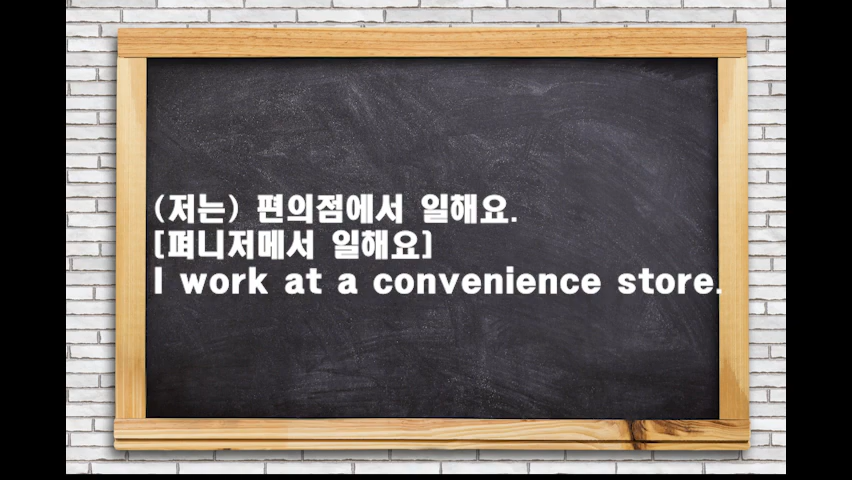 (저는) 편의점에서 일해요.
[펴니저메서 일해요]
I work at a convenience store.